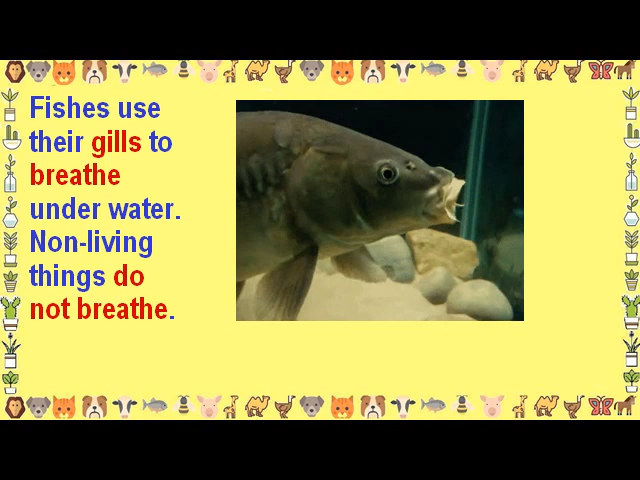 Fishes use
their gills to
breathe
under water.
Non-living
things do
not breathe.